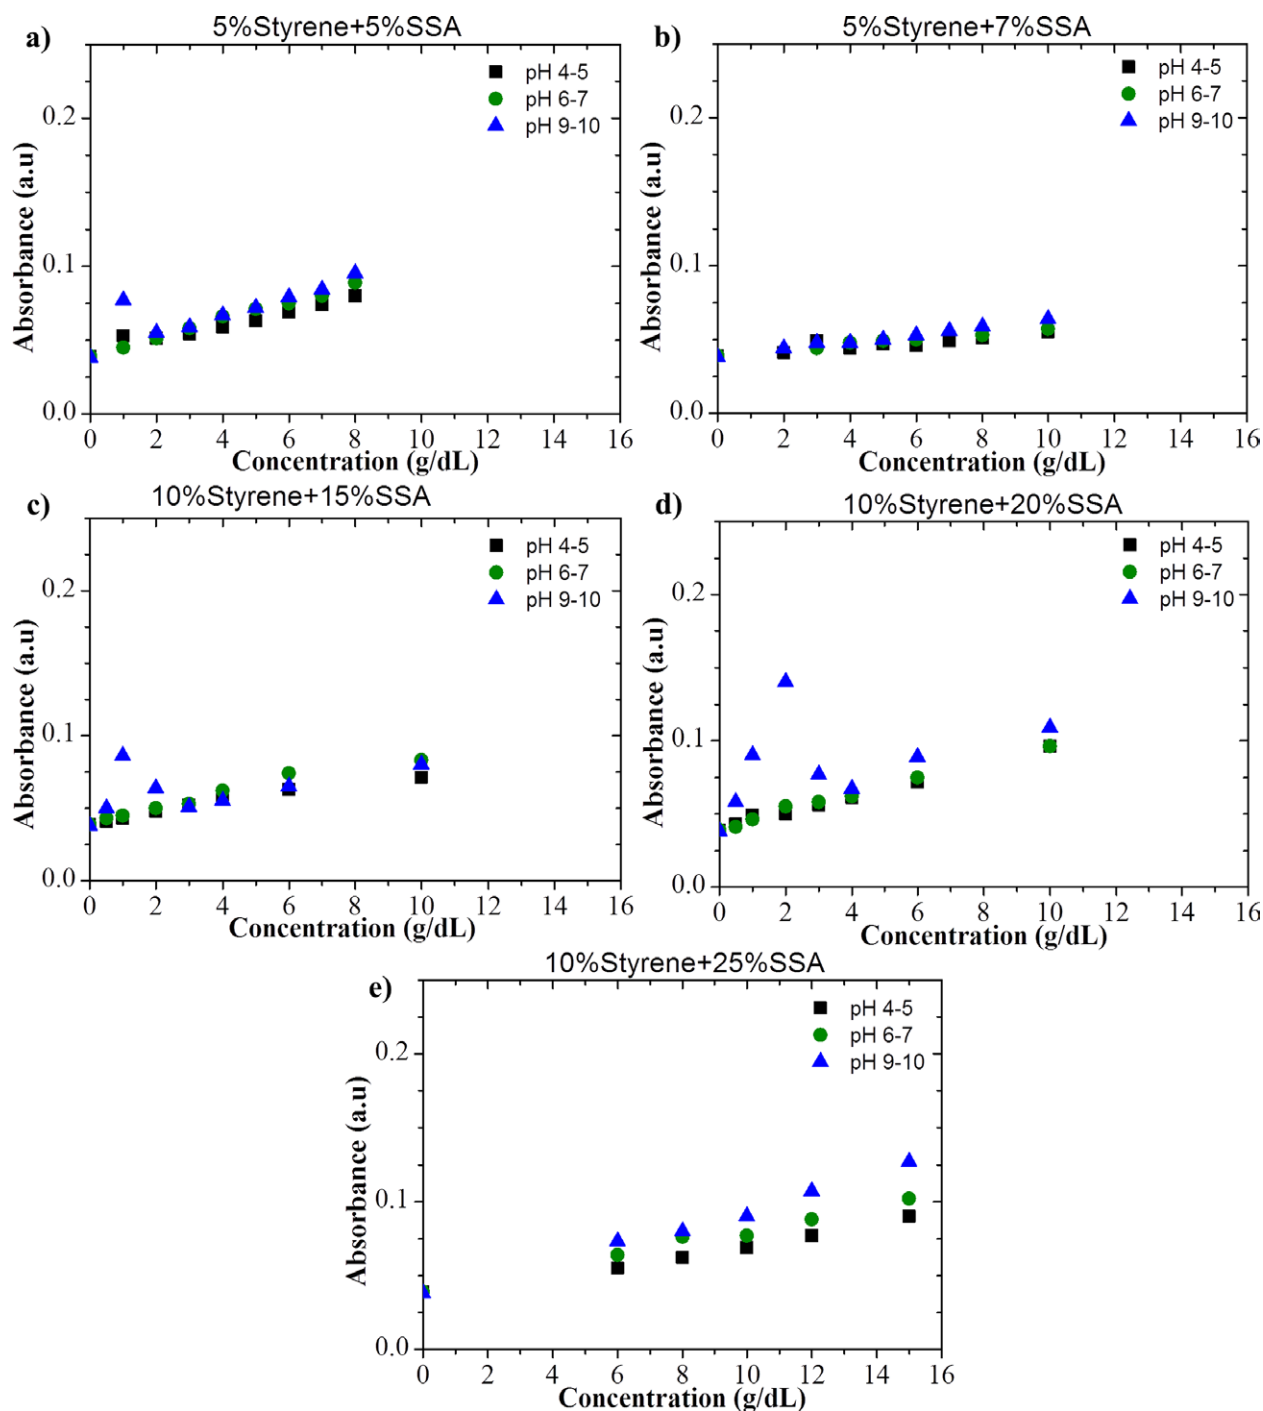 a)
5%Styrene+5%SSA
pH 4-5
pH 6-7
pH 9-10
0.2
0.1
0.0
Absorbance (a.u)
0 2 4 6 8 10 12 14 16
Concentration (g/dL)
b)
5%Styrene+7%SSA
pH 4-5
pH 6-7
pH 9-10
0.2
0.1
0.0
Absorbance (a.u)
0 2 4 6 8 10 12 14 16
Concentration (g/dL)
c)
10%Styrene+15%SSA
pH 4-5
pH 6-7
pH 9-10
0.2
0.1
0.0
Absorbance (a.u)
0 2 4 6 8 10 12 14 16
Concentration (g/dL)
d)
10%Styrene+20%SSA
pH 4-5
pH 6-7
pH 9-10
0.2
0.1
0.0
Absorbance (a.u)
0 2 4 6 8 10 12 14 16
Concentration (g/dL)
e)
10%Styrene+25%SSA
pH 4-5
pH 6-7
pH 9-10
0.2
0.1
0.0
Absorbance (a.u)
0 2 4 6 8 10 12 14 16
Concentration (g/dL)